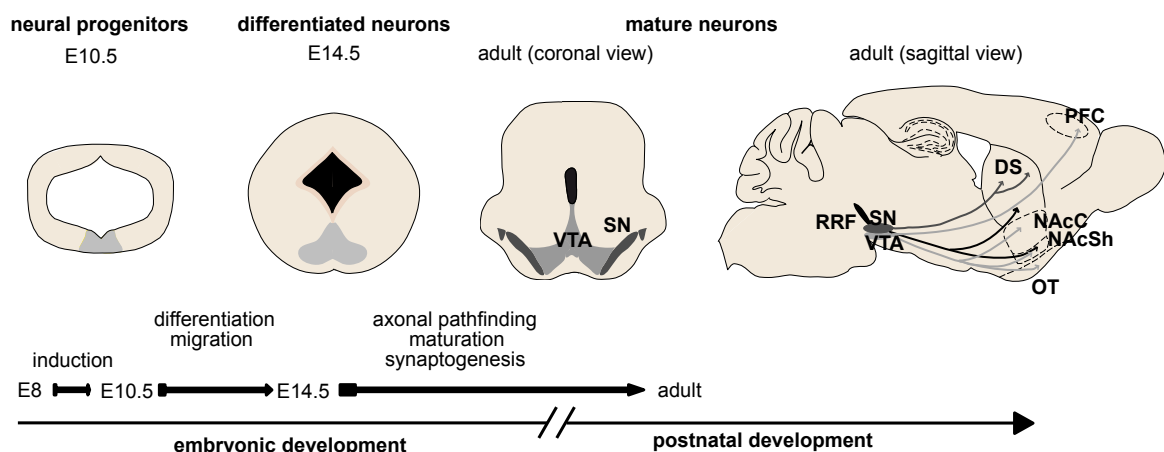 neural progenitors
E10.5
differentiated neurons
E14.5
mature neurons
adult (coronal view)
adult (sagittal view)
VTA
SN
RRF
SN
VTA
DS
PFC
NAcC
NAcSh
OT
induction
differentiation
migration
axonal pathfinding
maturation
synaptogenesis
E8
E10.5
E14.5
adult
embryonic development
postnatal development